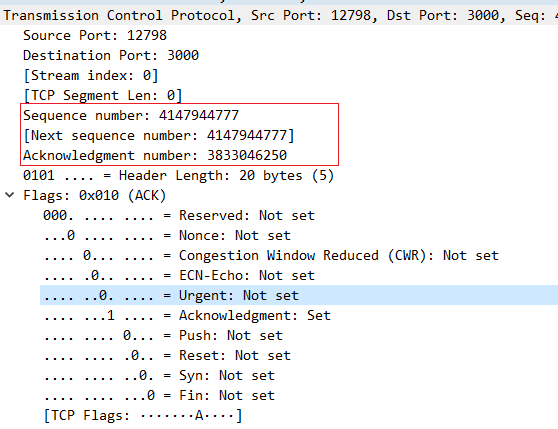 Transmission Control Protocol, Src Port: 12798, Dst Port: 3000, Seq:
Source Port: 12798
Destination Port: 3000
[Stream index: 0]
[TCP Segment Len: 0]
Sequence number: 4147944777
[Next sequence number: 4147944777]
Acknowledgment number: 3833046250
0101 .... = Header Length: 20 bytes (5)
Flags: 0x010 (ACK)
000. .... .... = Reserved: Not set
...0 .... .... = Nonce: Not set
.... 0... .... = Congestion Window Reduced (CWR): Not set
.... .0.. .... = ECN-Echo: Not set
.... ..0. .... = Urgent: Not set
.... ...1 .... = Acknowledgment: Set
.... .... 0... = Push: Not set
.... .... .0.. = Reset: Not set
.... .... ..0. = Syn: Not set
.... .... ...0 = Fin: Not set
[TCP Flags: ·······A····]